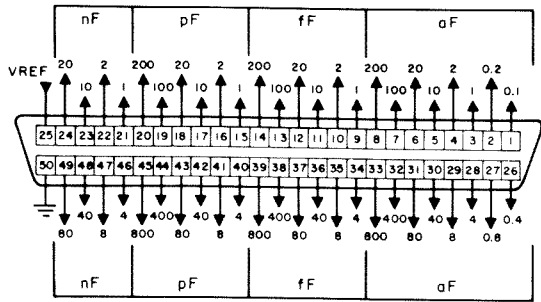 nF pF fF aF
20 2 200 20 2 200 20 2 200 20 2 0.2
VREF 10 1 100 10 1 100 10 1 100 10 1 0.1
25 24 23 22 21 20 19 18 17 16 15 14 13 12 11 10 9 8 7 6 5 4 3 2 1
50 49 48 47 46 45 44 43 42 41 40 39 38 37 36 35 34 33 32 31 30 29 28 27 26
40 4 400 40 4 400 40 4 400 40 4 0.4
80 8 800 80 8 800 80 8 800 80 8 0.8
nF pF fF aF